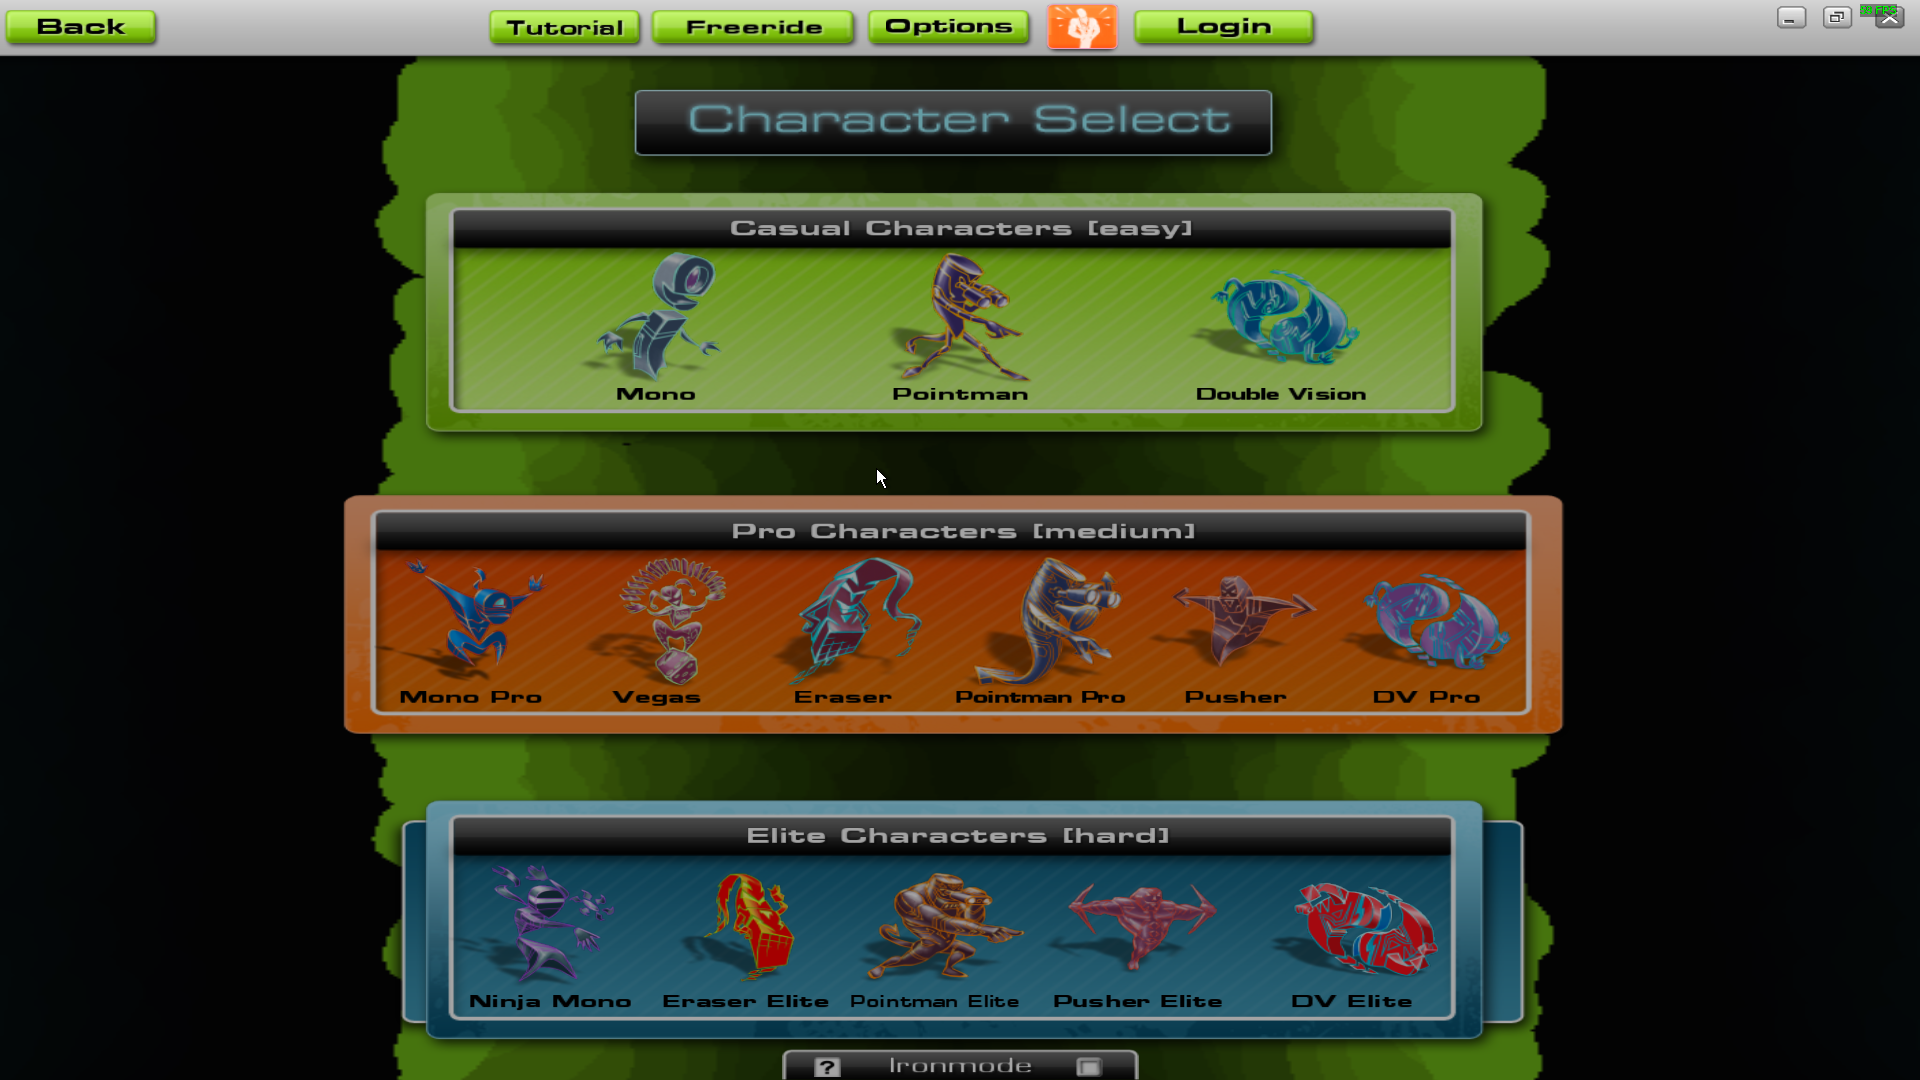 Back
Tutorial
Freeride
Options
Login
Character Select
Casual Characters [easy]
Mono
Pointman
Double Vision
Pro Characters [medium]
Mono Pro
Vegas
Eraser
Pointman Pro
Pusher
DV Pro
Elite Characters [hard]
Ninja Mono
Eraser Elite
Pointman Elite
Pusher Elite
DV Elite
? Ironmode